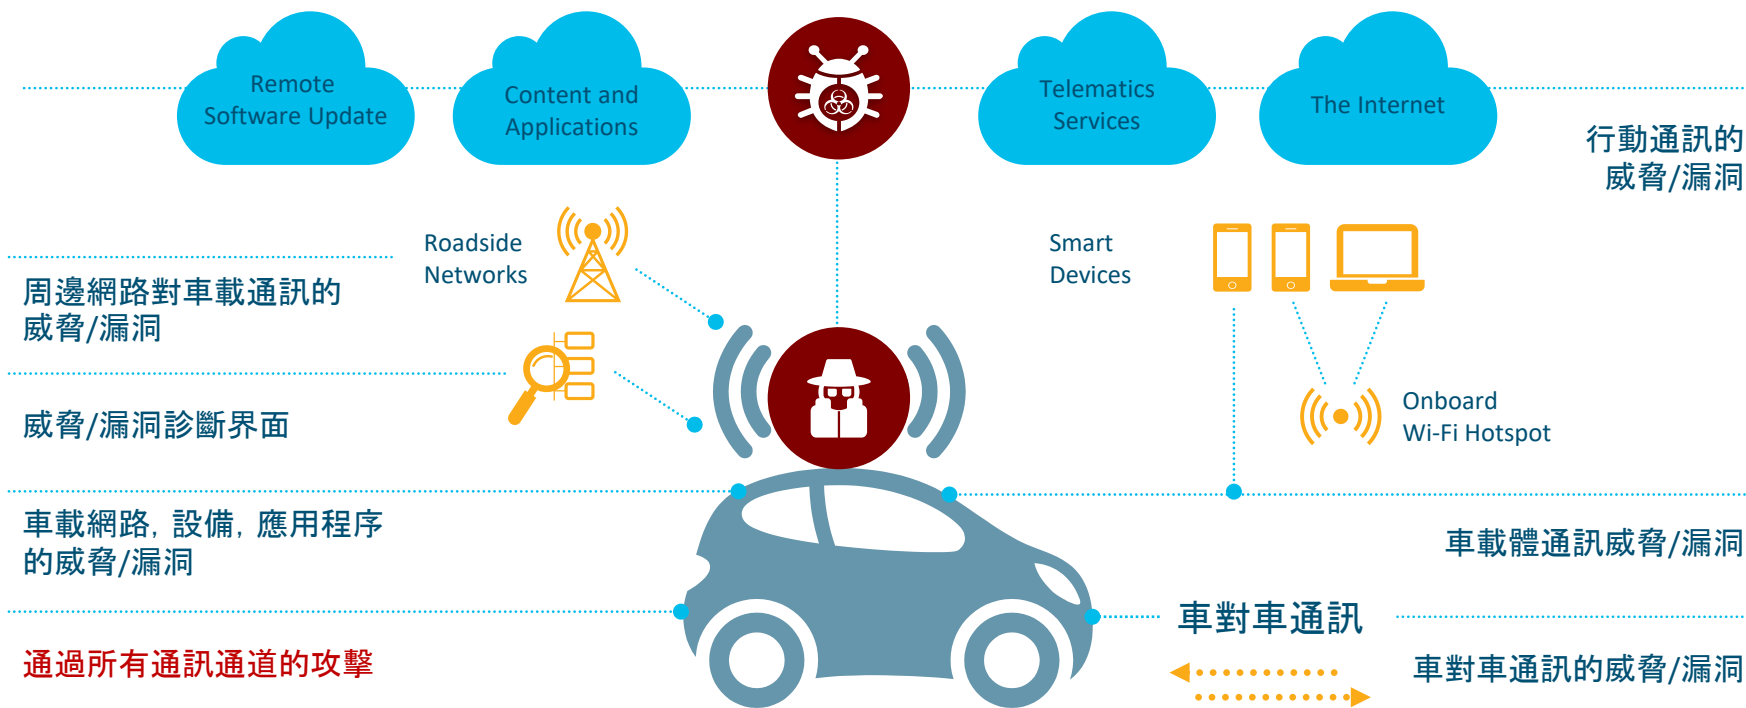 Remote
Software Update
Content and
Applications
Telematics
Services
The Internet
行動通訊的
威脅/漏洞
Roadside
Networks
Smart
Devices
周邊網路對車載通訊的
威脅/漏洞
威脅/漏洞診斷界面
Onboard
Wi-Fi Hotspot
車載網路, 設備, 應用程序
的威脅/漏洞
車載體通訊威脅/漏洞
車對車通訊
通過所有通訊通道的攻擊
車對車通訊的威脅/漏洞